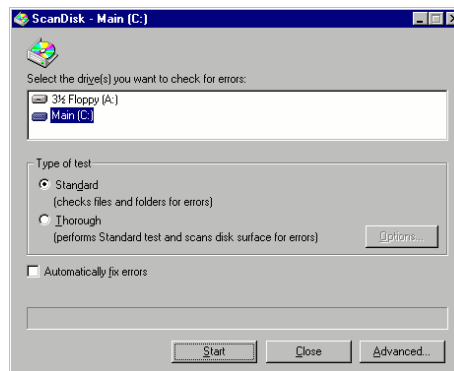 ScanDisk - Main (C:)
Select the drive(s) you want to check for errors:
3½ Floppy (A:)
Main (C:)
Type of test
Standard
(checks files and folders for errors)
Thorough
(performs Standard test and scans disk surface for errors)
Options...
Automatically fix errors
Start Close Advanced...